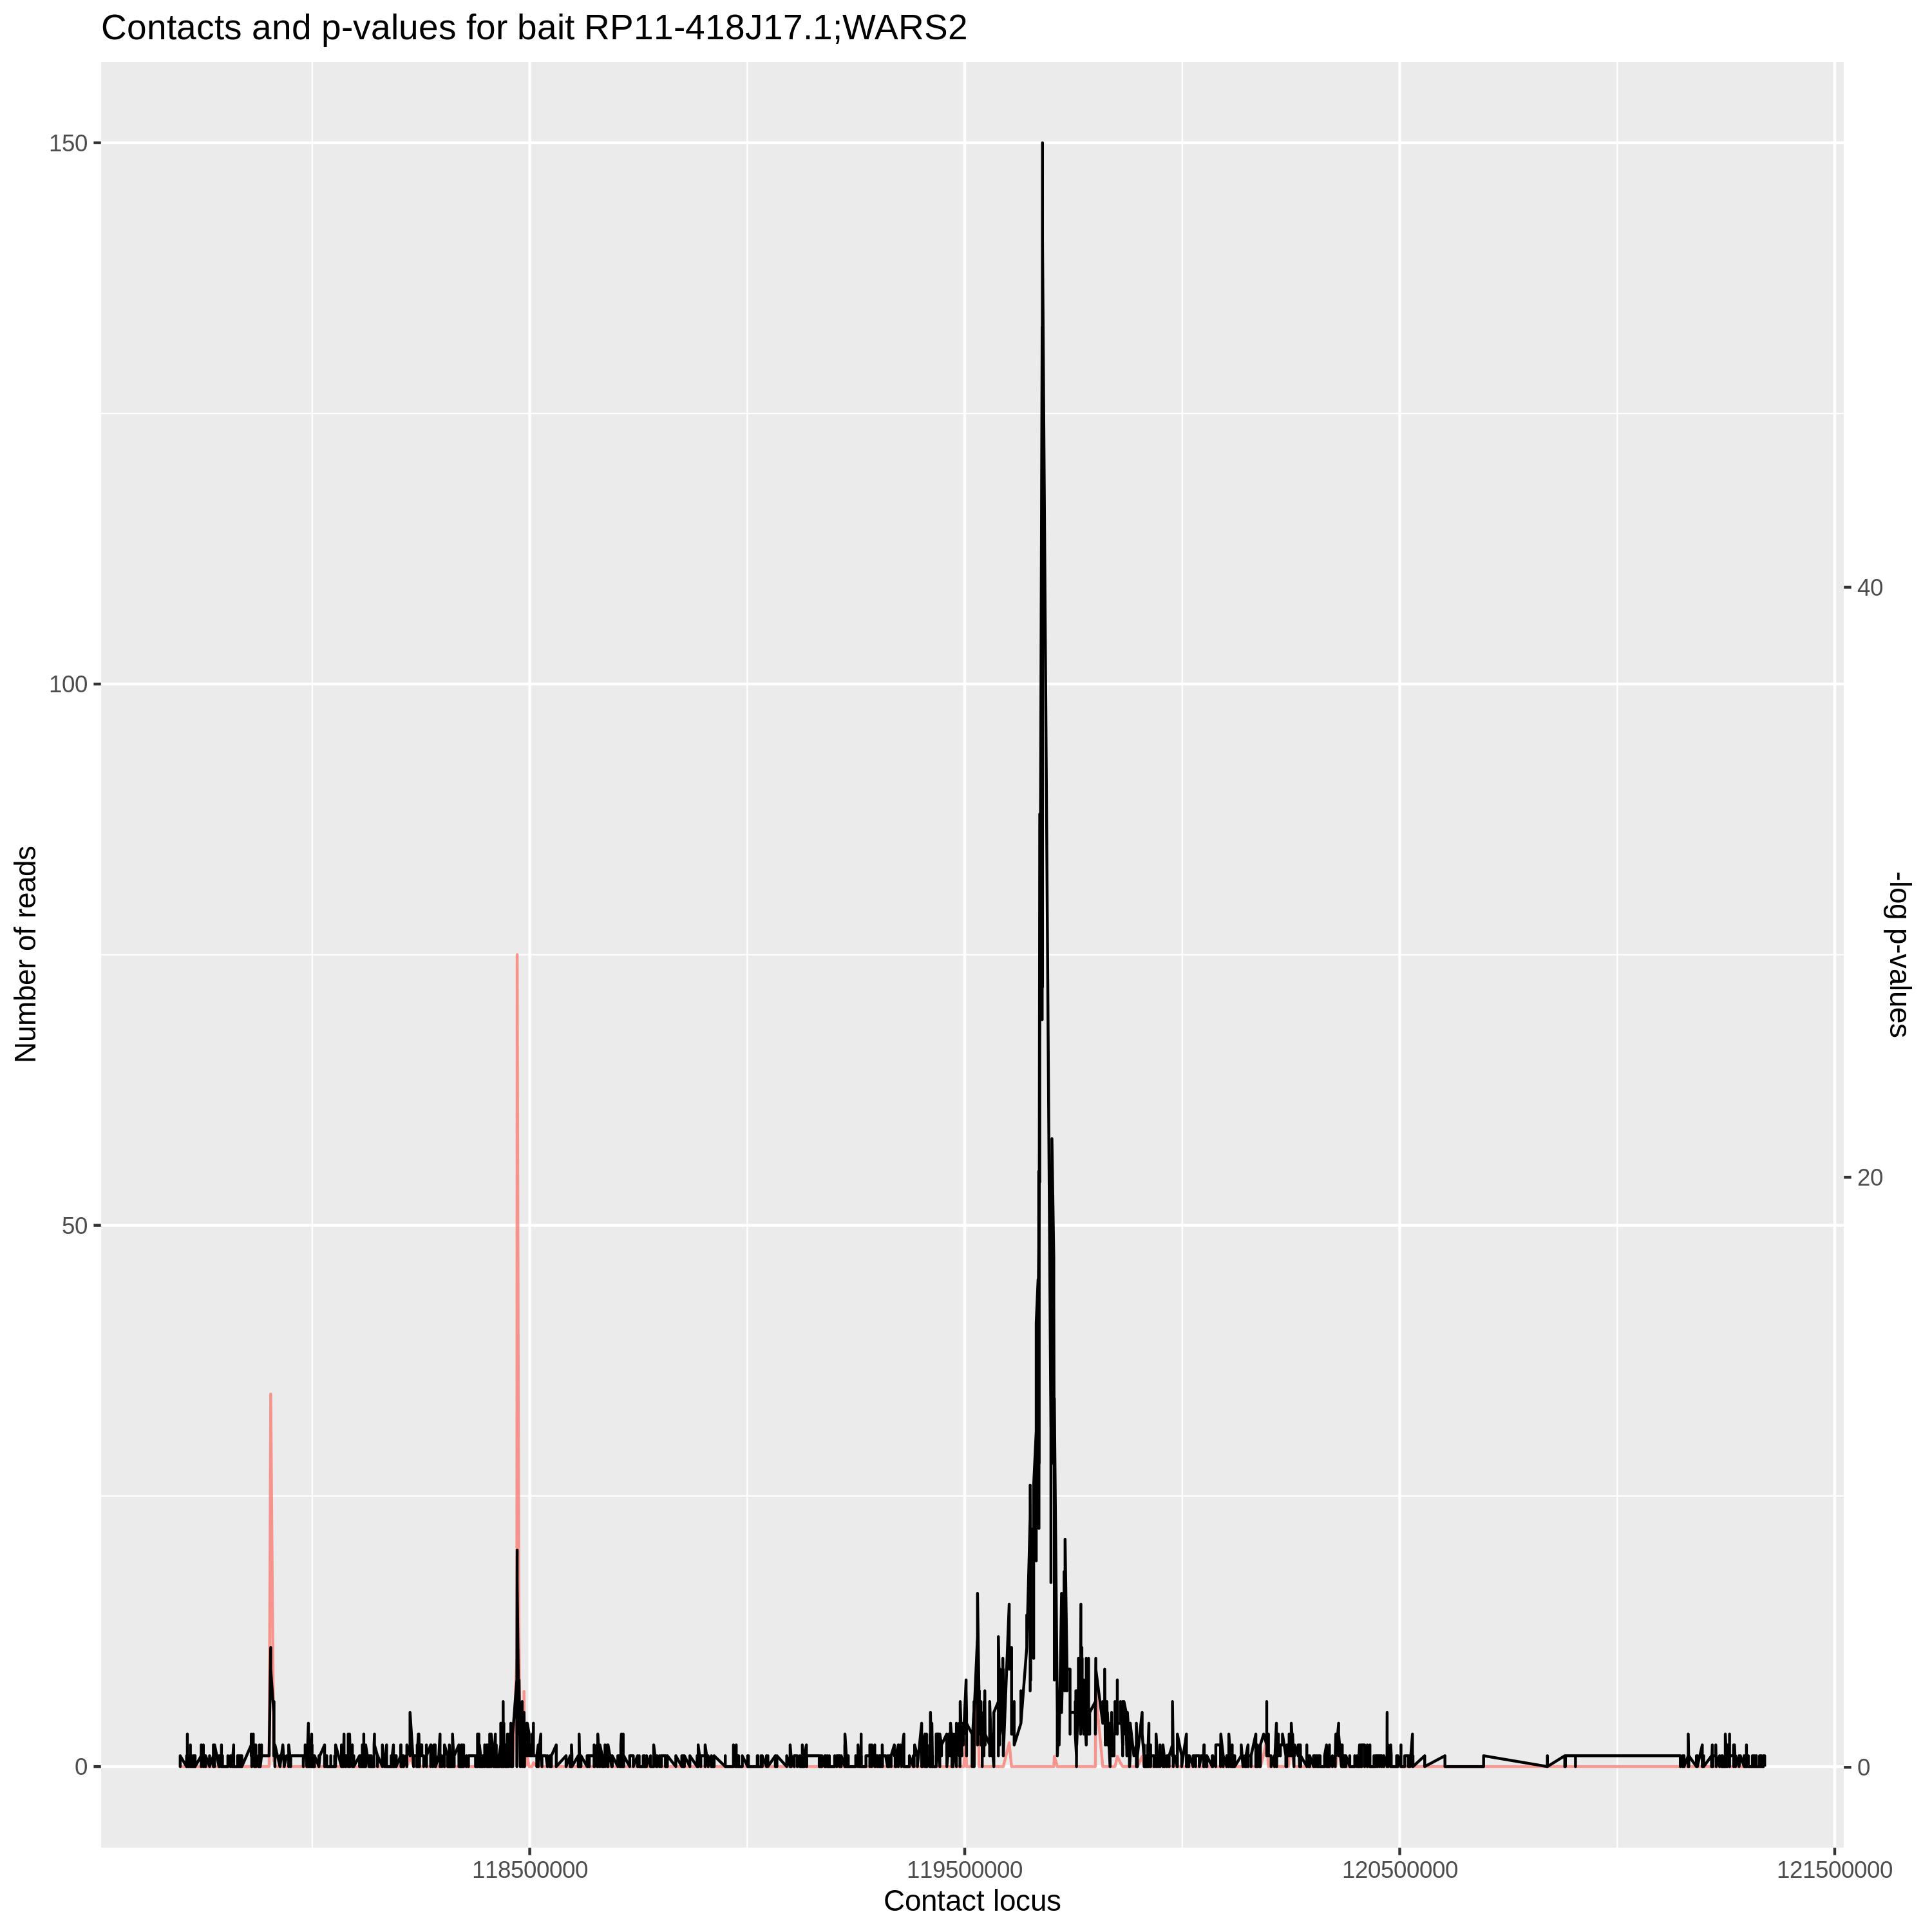 Contacts and p-values for bait RP11-418J17.1;WARS2
150
100
50
0
Number of reads
40
20
0
-log p-values
118500000
119500000
120500000
121500000
Contact locus